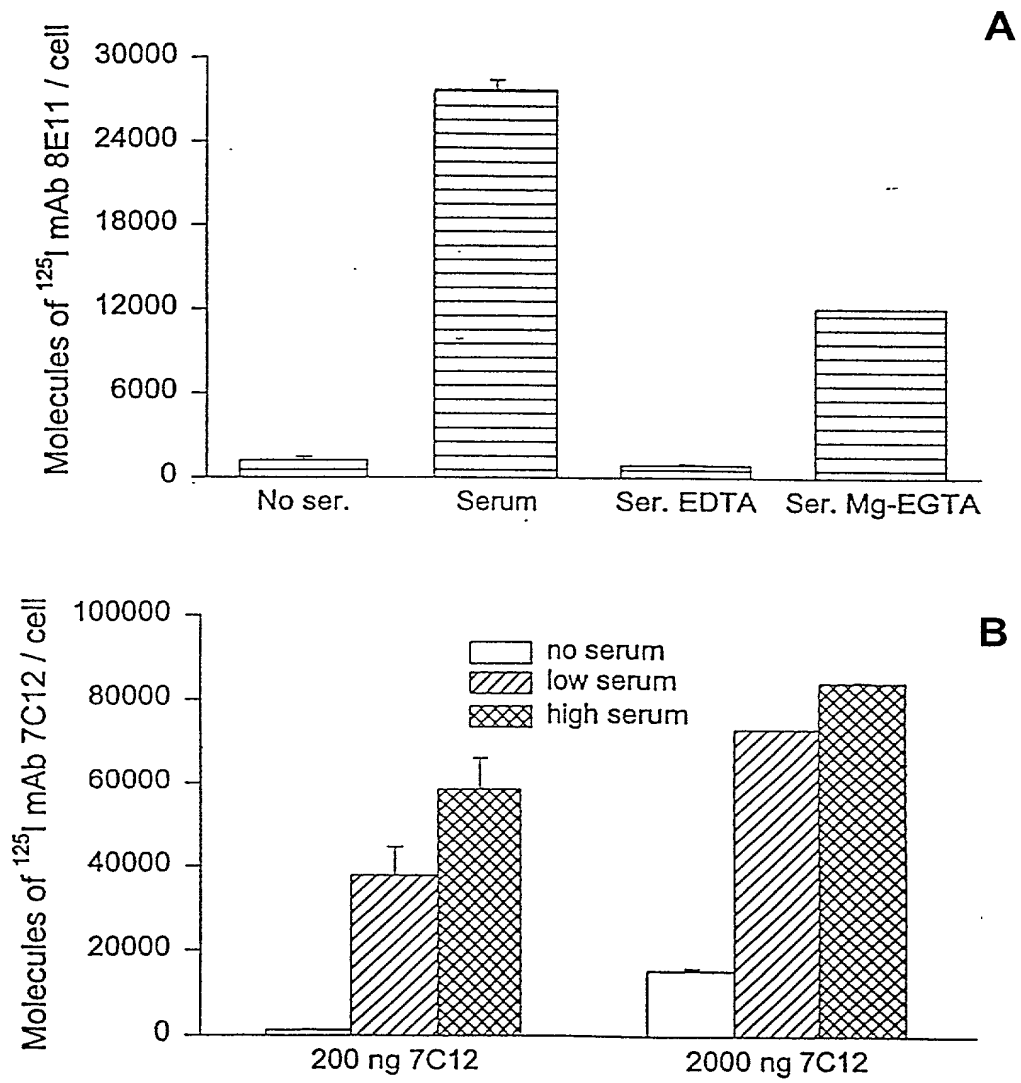 A
Molecules of ¹²⁵I mAb 8E11 / cell
30000
24000
18000
12000
6000
0
No ser.
Serum
Ser. EDTA
Ser. Mg-EGTA
B
Molecules of ¹²⁵I mAb 7C12 / cell
100000
80000
60000
40000
20000
0
no serum
low serum
high serum
200 ng 7C12
2000 ng 7C12